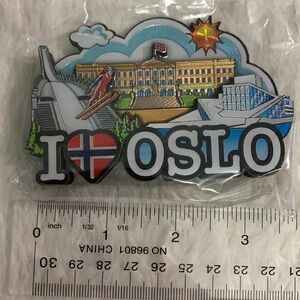 I OSLO
0 inch 1/32 1 1/16 2 3
NO 96801 CHINA
30 29 28 27 26 25 24 23 22 21